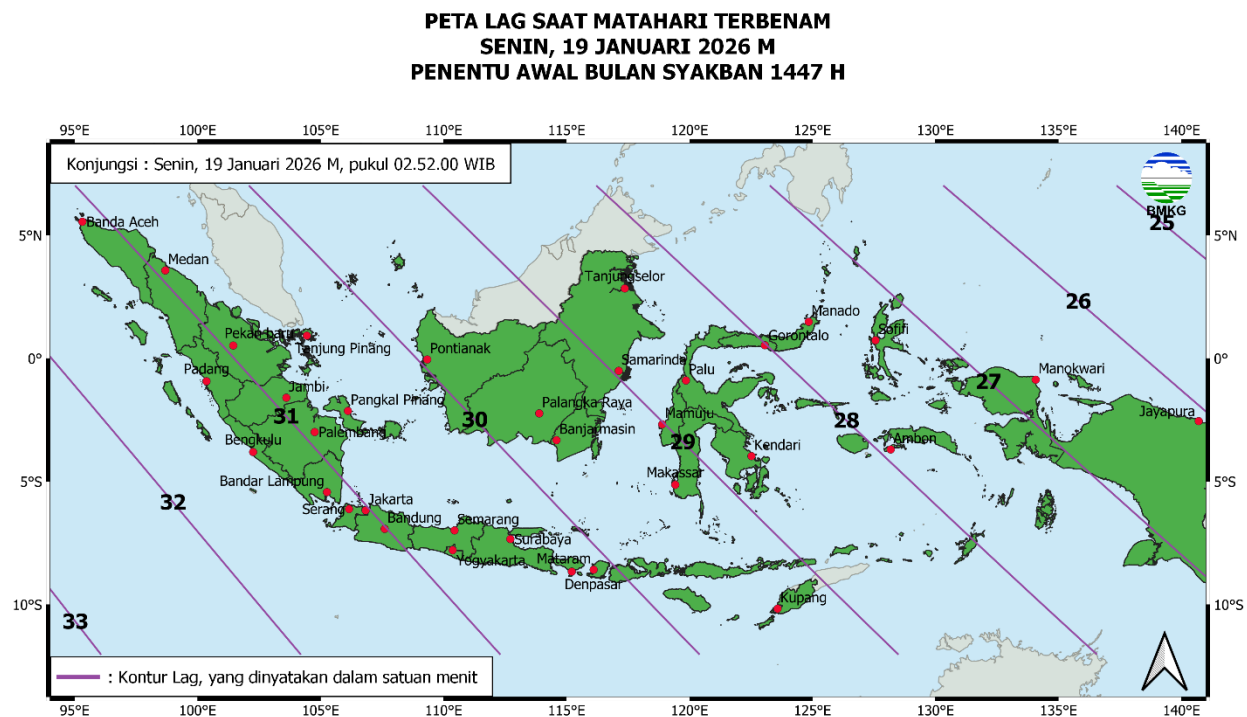 PETA LAG SAAT MATAHARI TERBENAM
SENIN, 19 JANUARI 2026 M
PENENTU AWAL BULAN SYAKBAN 1447 H
95°E 100°E 105°E 110°E 115°E 120°E 125°E 130°E 135°E 140°E
Konjungsi : Senin, 19 Januari 2026 M, pukul 02.52.00 WIB
BMKG
25
Banda Aceh
5°N 5°N
Medan
Tanjungselor
26
Manado
Sofifi
Pekan baru
Gorontalo
Tanjung Pinang
Pontianak
0° 0°
Samarinda
Manokwari
Padang
Palu
27
Jambi
Pangkal Pinang
Palangka Raya
Mamuju
Jayapura
31
30
28
Palembang
Banjarmasin
Bengkulu
29
Kendari
Ambon
Makassar
Bandar Lampung
5°S 5°S
32
Jakarta
Serang
Bandung
Semarang
Surabaya
Yogyakarta
Mataram
Denpasar
Kupang
10°S 10°S
33
: Kontur Lag, yang dinyatakan dalam satuan menit
95°E 100°E 105°E 110°E 115°E 120°E 125°E 130°E 135°E 140°E